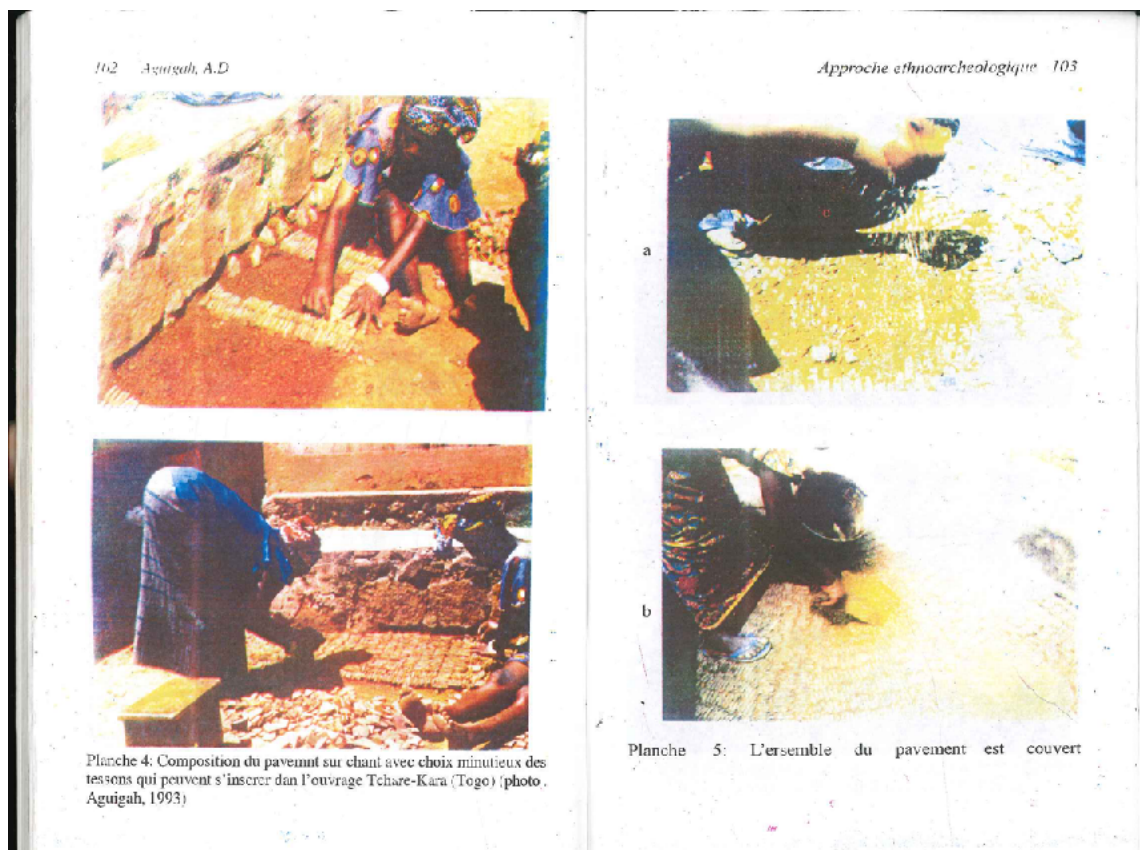 102 Aguigah, A.D
Planche 4: Composition du pavemnt sur chant avec choix minutieux des
tessons qui peuvent s'inserer dan l'ouvrage Tchare-Kara (Togo) (photo,
Aguigah, 1993)
Approche ethnoarcheologique 103
a
b
Planche 5: L'ersemble du pavement est couvert